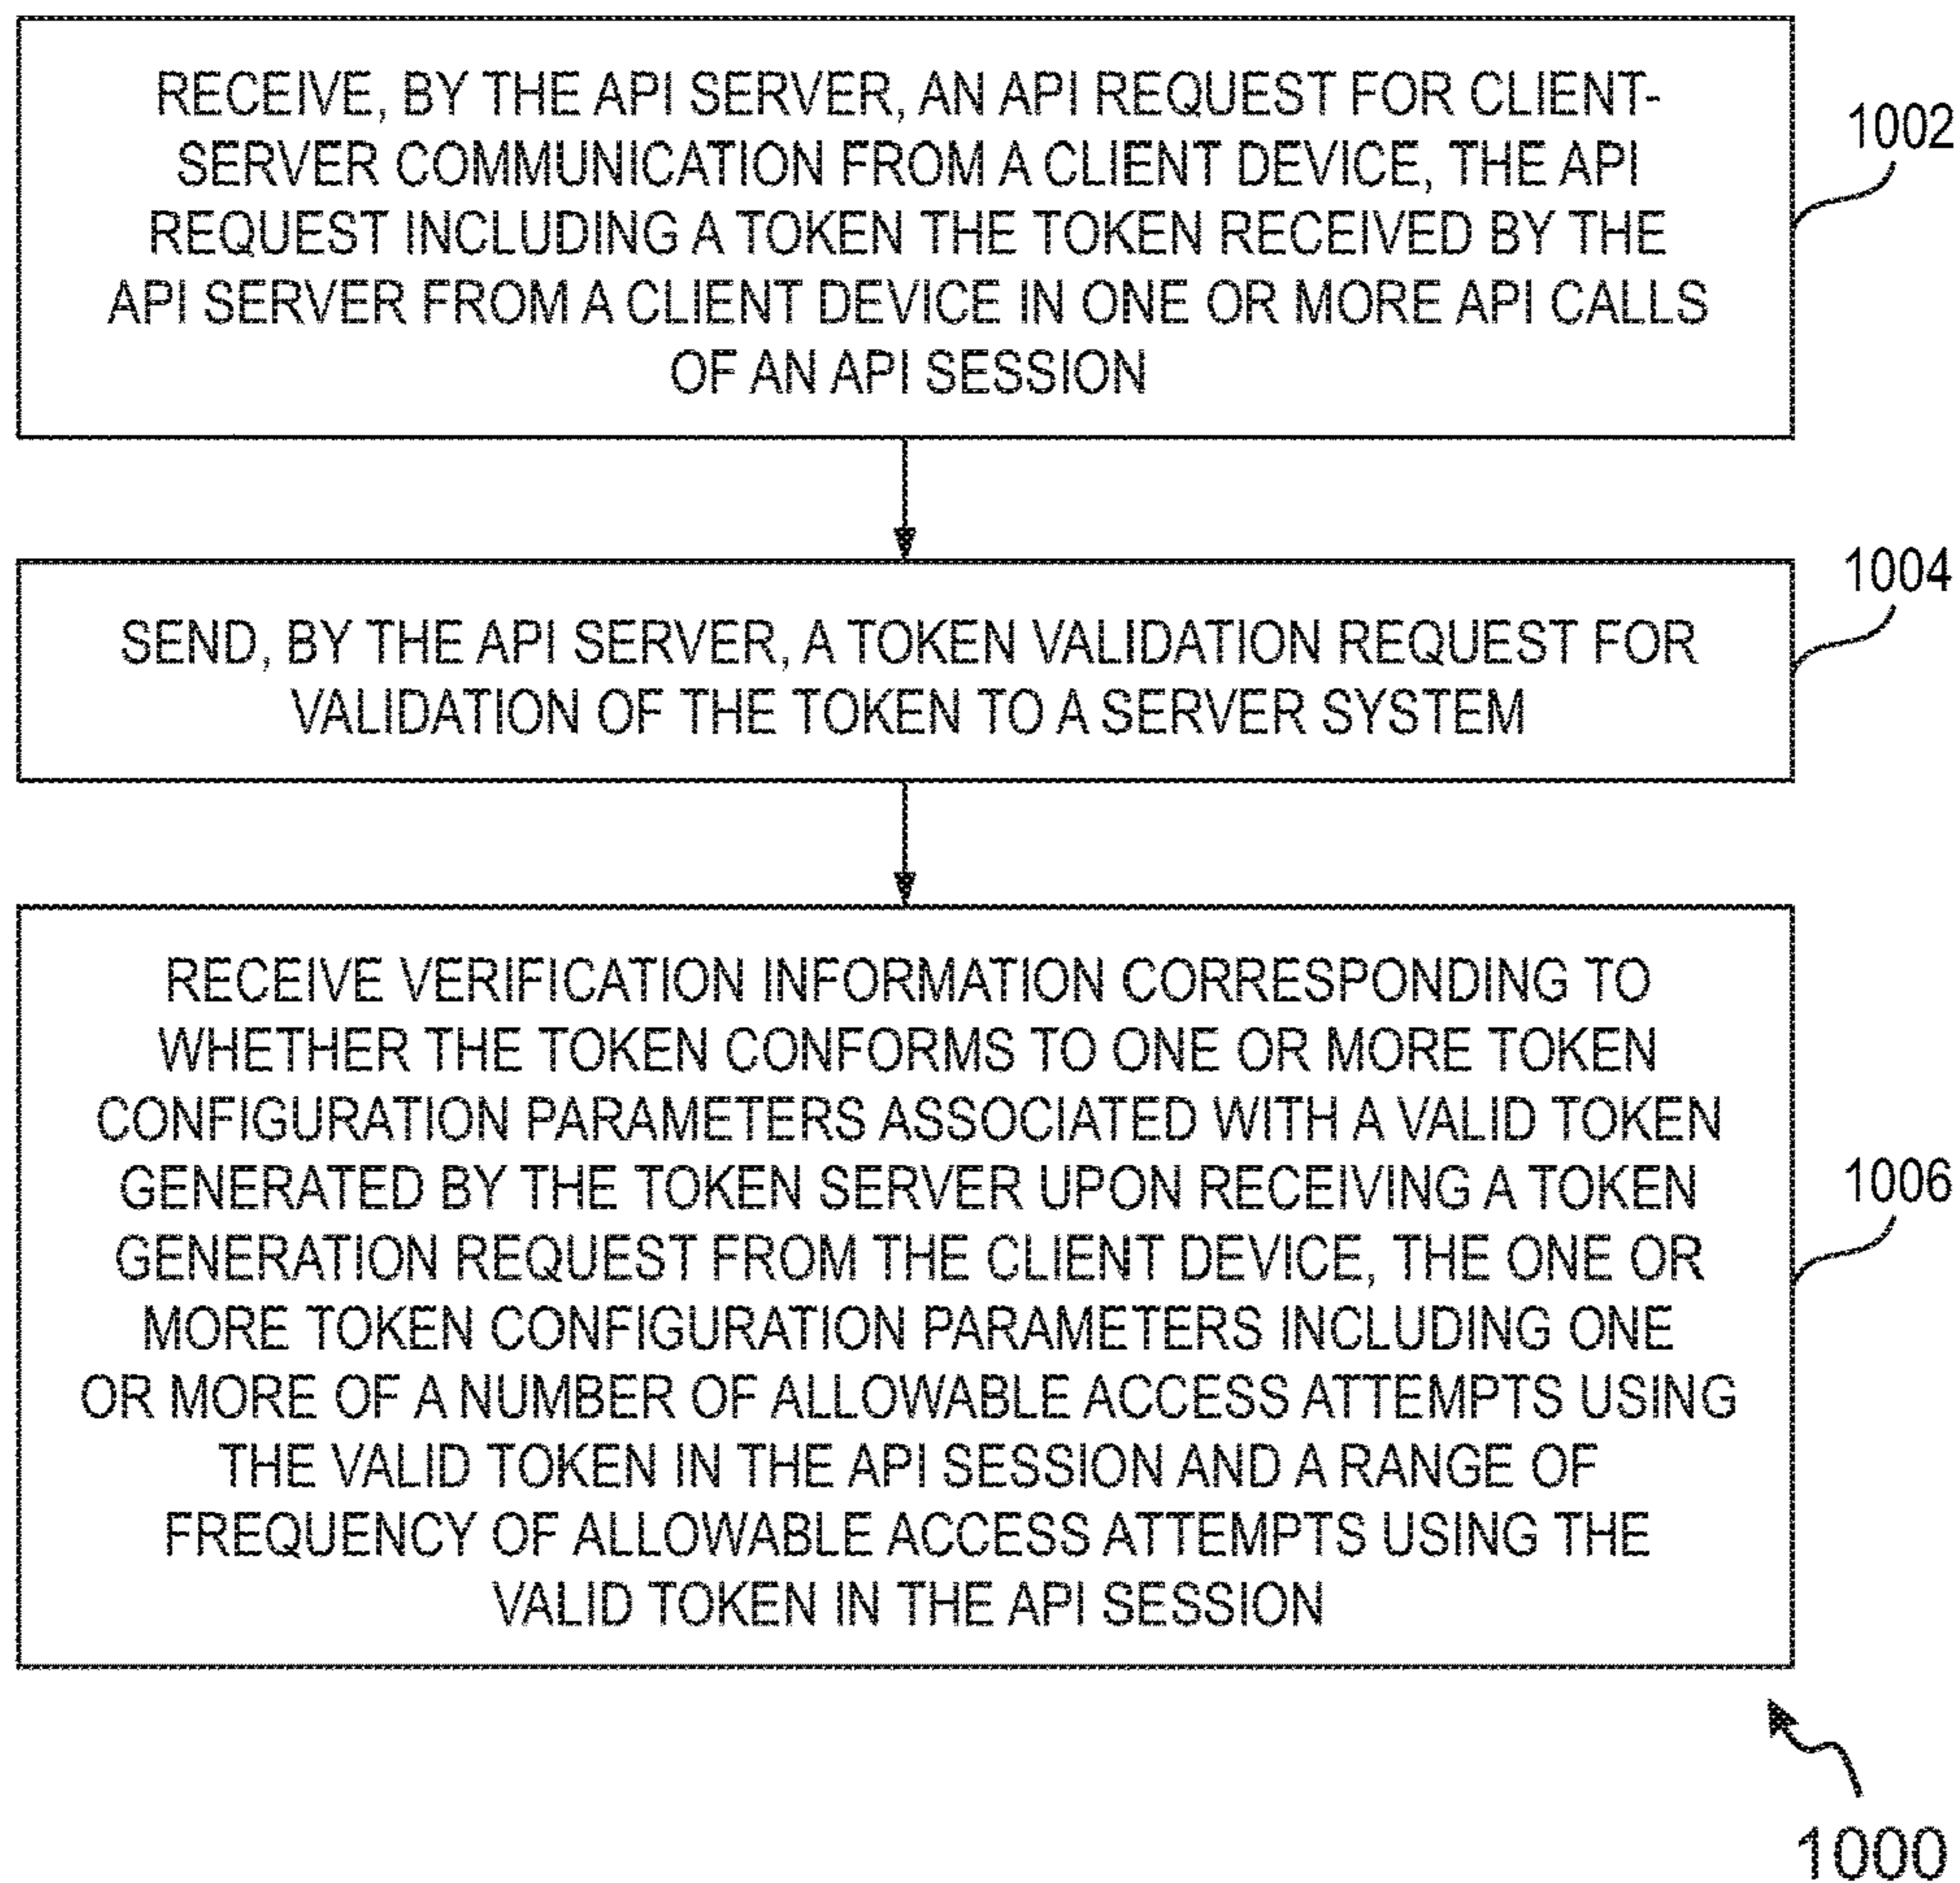 RECEIVE, BY THE API SERVER, AN API REQUEST FOR CLIENT-
SERVER COMMUNICATION FROM A CLIENT DEVICE, THE API
REQUEST INCLUDING A TOKEN THE TOKEN RECEIVED BY THE
API SERVER FROM A CLIENT DEVICE IN ONE OR MORE API CALLS
OF AN API SESSION
1002
SEND, BY THE API SERVER, A TOKEN VALIDATION REQUEST FOR
VALIDATION OF THE TOKEN TO A SERVER SYSTEM
1004
RECEIVE VERIFICATION INFORMATION CORRESPONDING TO
WHETHER THE TOKEN CONFORMS TO ONE OR MORE TOKEN
CONFIGURATION PARAMETERS ASSOCIATED WITH A VALID TOKEN
GENERATED BY THE TOKEN SERVER UPON RECEIVING A TOKEN
GENERATION REQUEST FROM THE CLIENT DEVICE, THE ONE OR
MORE TOKEN CONFIGURATION PARAMETERS INCLUDING ONE
OR MORE OF A NUMBER OF ALLOWABLE ACCESS ATTEMPTS USING
THE VALID TOKEN IN THE API SESSION AND A RANGE OF
FREQUENCY OF ALLOWABLE ACCESS ATTEMPTS USING THE
VALID TOKEN IN THE API SESSION
1006
1000